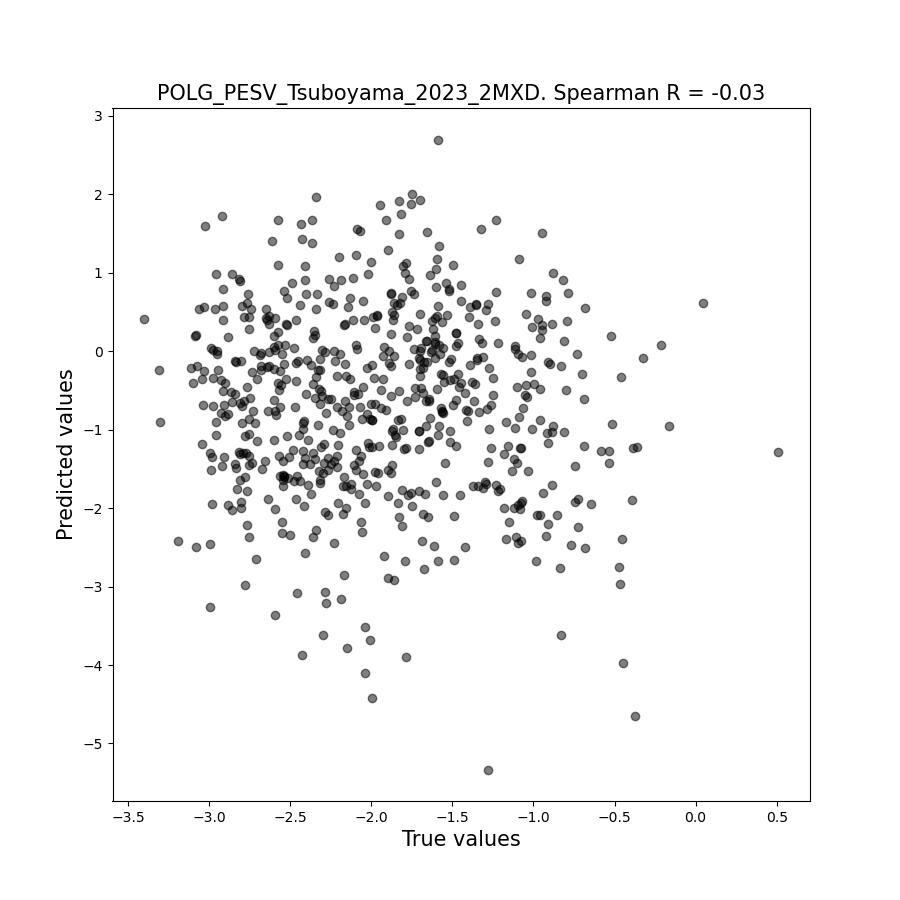 POLG_PESV_Tsuboyama_2023_2MXD. Spearman R = -0.03
3
2
1
0
−1
−2
−3
−4
−5
Predicted values
−3.5 −3.0 −2.5 −2.0 −1.5 −1.0 −0.5 0.0 0.5
True values